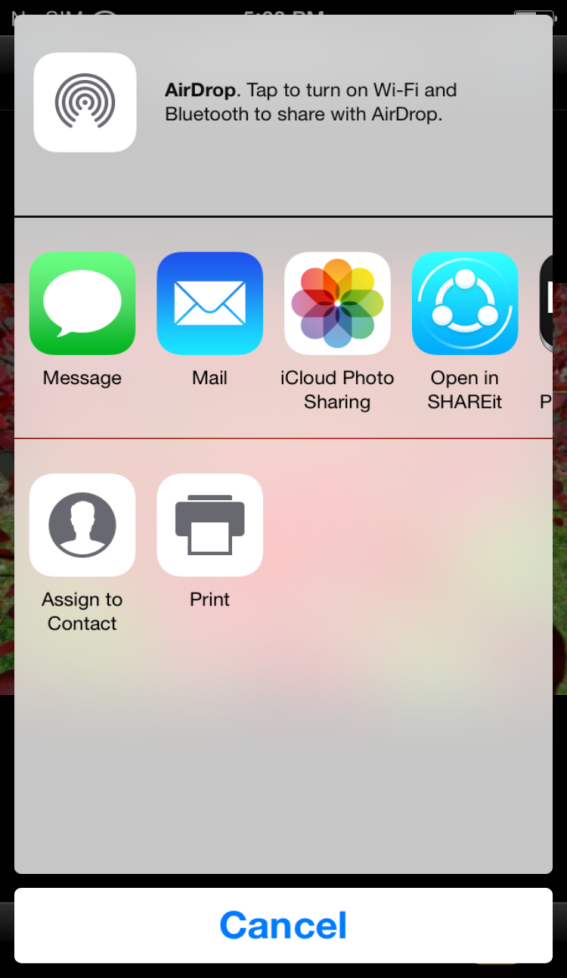 AirDrop. Tap to turn on Wi-Fi and
Bluetooth to share with AirDrop.
Message
Mail
iCloud Photo
Sharing
Open in
SHAREit
Assign to
Contact
Print
Cancel